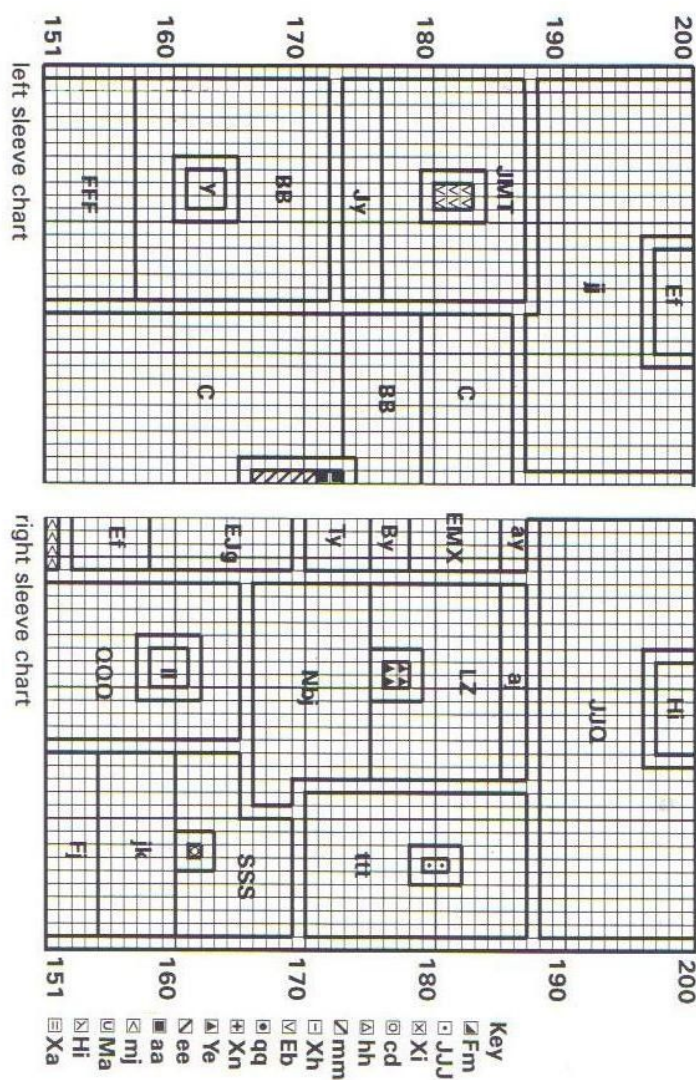 200
190
180
170
160
151
Ef
jj
JMT
Jy
BB
Y
FFF
C
BB
C
left sleeve chart
Hi
JJQ
ay
EMX
By
Ty
EJg
Ef
aj
LZ
Nbj
II
QQQ
ttt
SSS
jk
Fj
right sleeve chart
200
190
180
170
160
151
Key
Fm
JJJ
Xi
cd
hh
mm
Xh
Eb
qq
Xn
Ye
ee
aa
mj
Ma
Hi
Xa